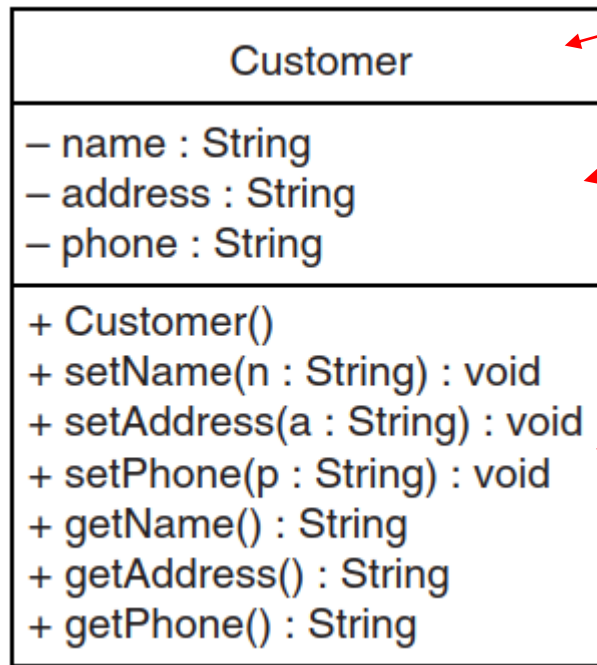 Customer
– name : String
– address : String
– phone : String
+ Customer()
+ setName(n : String) : void
+ setAddress(a : String) : void
+ setPhone(p : String) : void
+ getName() : String
+ getAddress() : String
+ getPhone() : String